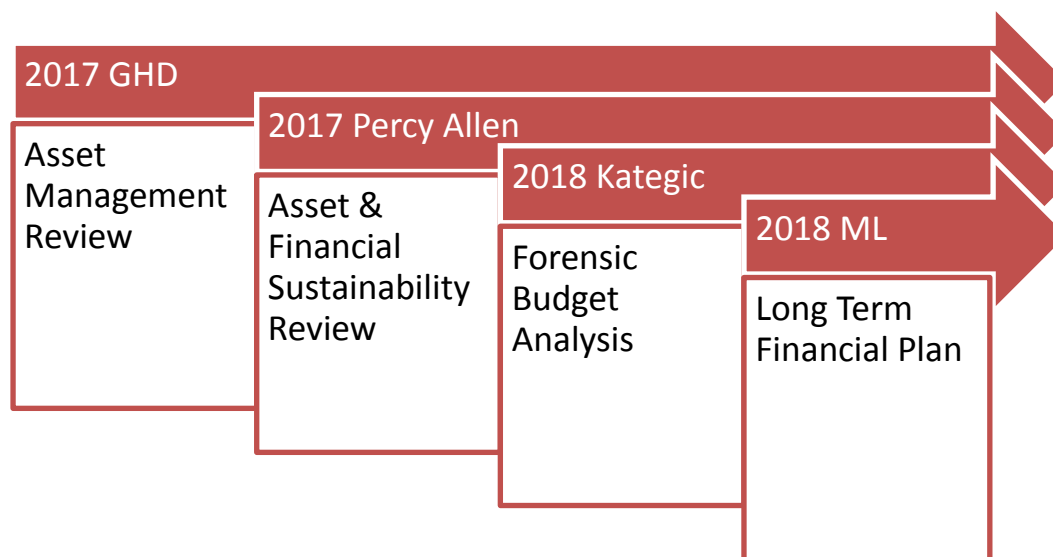 2017 GHD
Asset
Management
Review
2017 Percy Allen
Asset &
Financial
Sustainability
Review
2018 Kategic
Forensic
Budget
Analysis
2018 ML
Long Term
Financial Plan